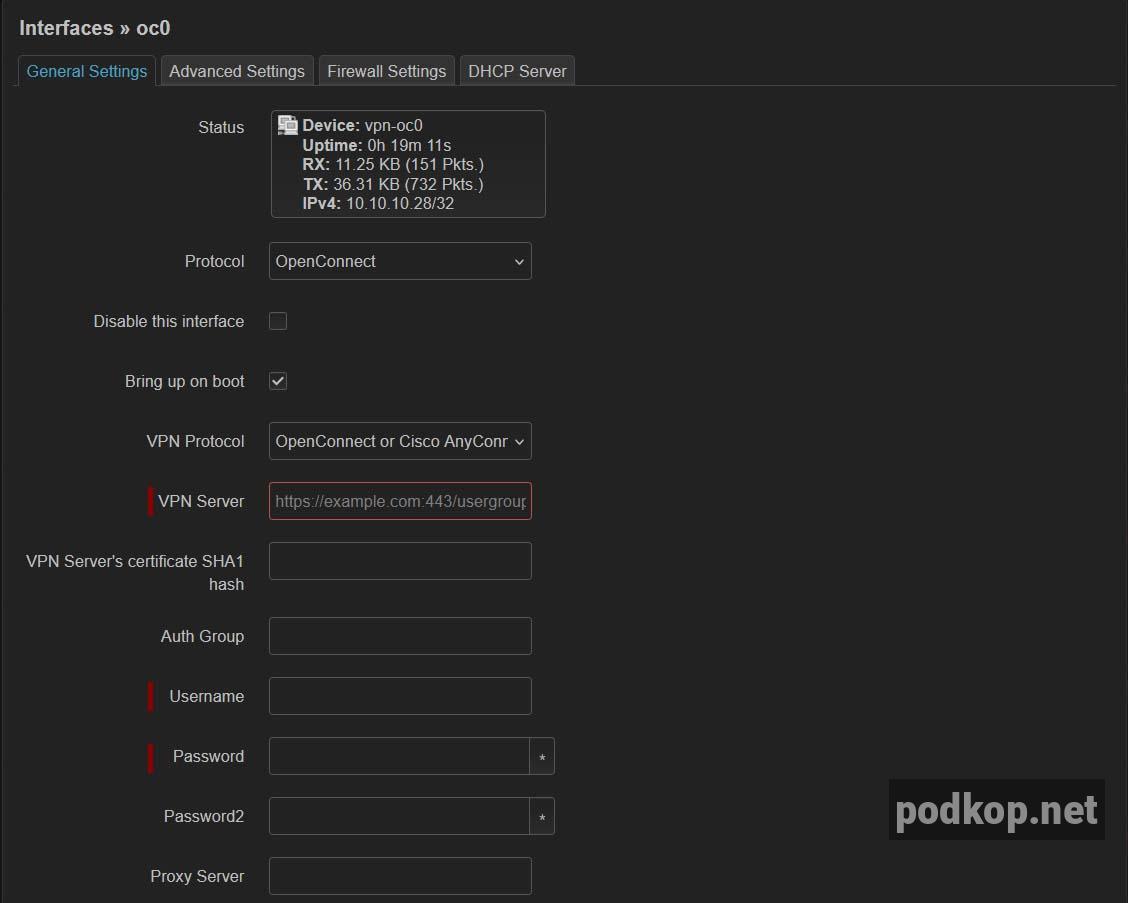 Interfaces » oc0
General Settings
Advanced Settings
Firewall Settings
DHCP Server
Status
Device: vpn-oc0
Uptime: 0h 19m 11s
RX: 11.25 KB (151 Pkts.)
TX: 36.31 KB (732 Pkts.)
IPv4: 10.10.10.28/32
Protocol
OpenConnect
Disable this interface
Bring up on boot
VPN Protocol
OpenConnect or Cisco AnyConr
VPN Server
https://example.com:443/usergroup
VPN Server's certificate SHA1
hash
Auth Group
Username
Password
*
Password2
*
Proxy Server
podkop.net